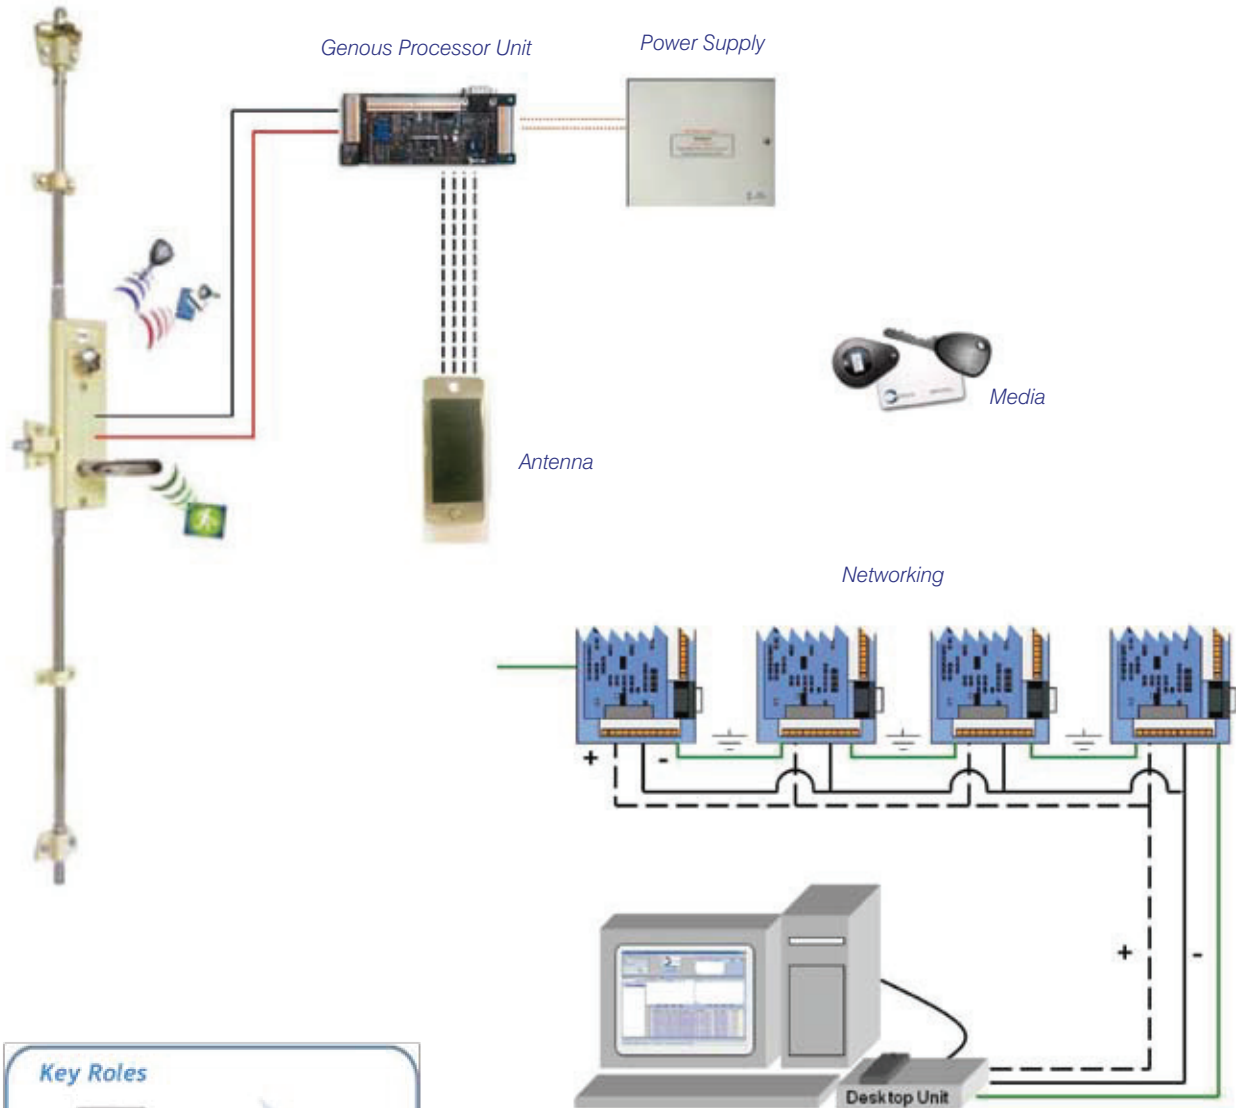 Genous Processor Unit
Power Supply
Media
Antenna
Networking
+
-
+
-
Key Roles
Desktop Unit